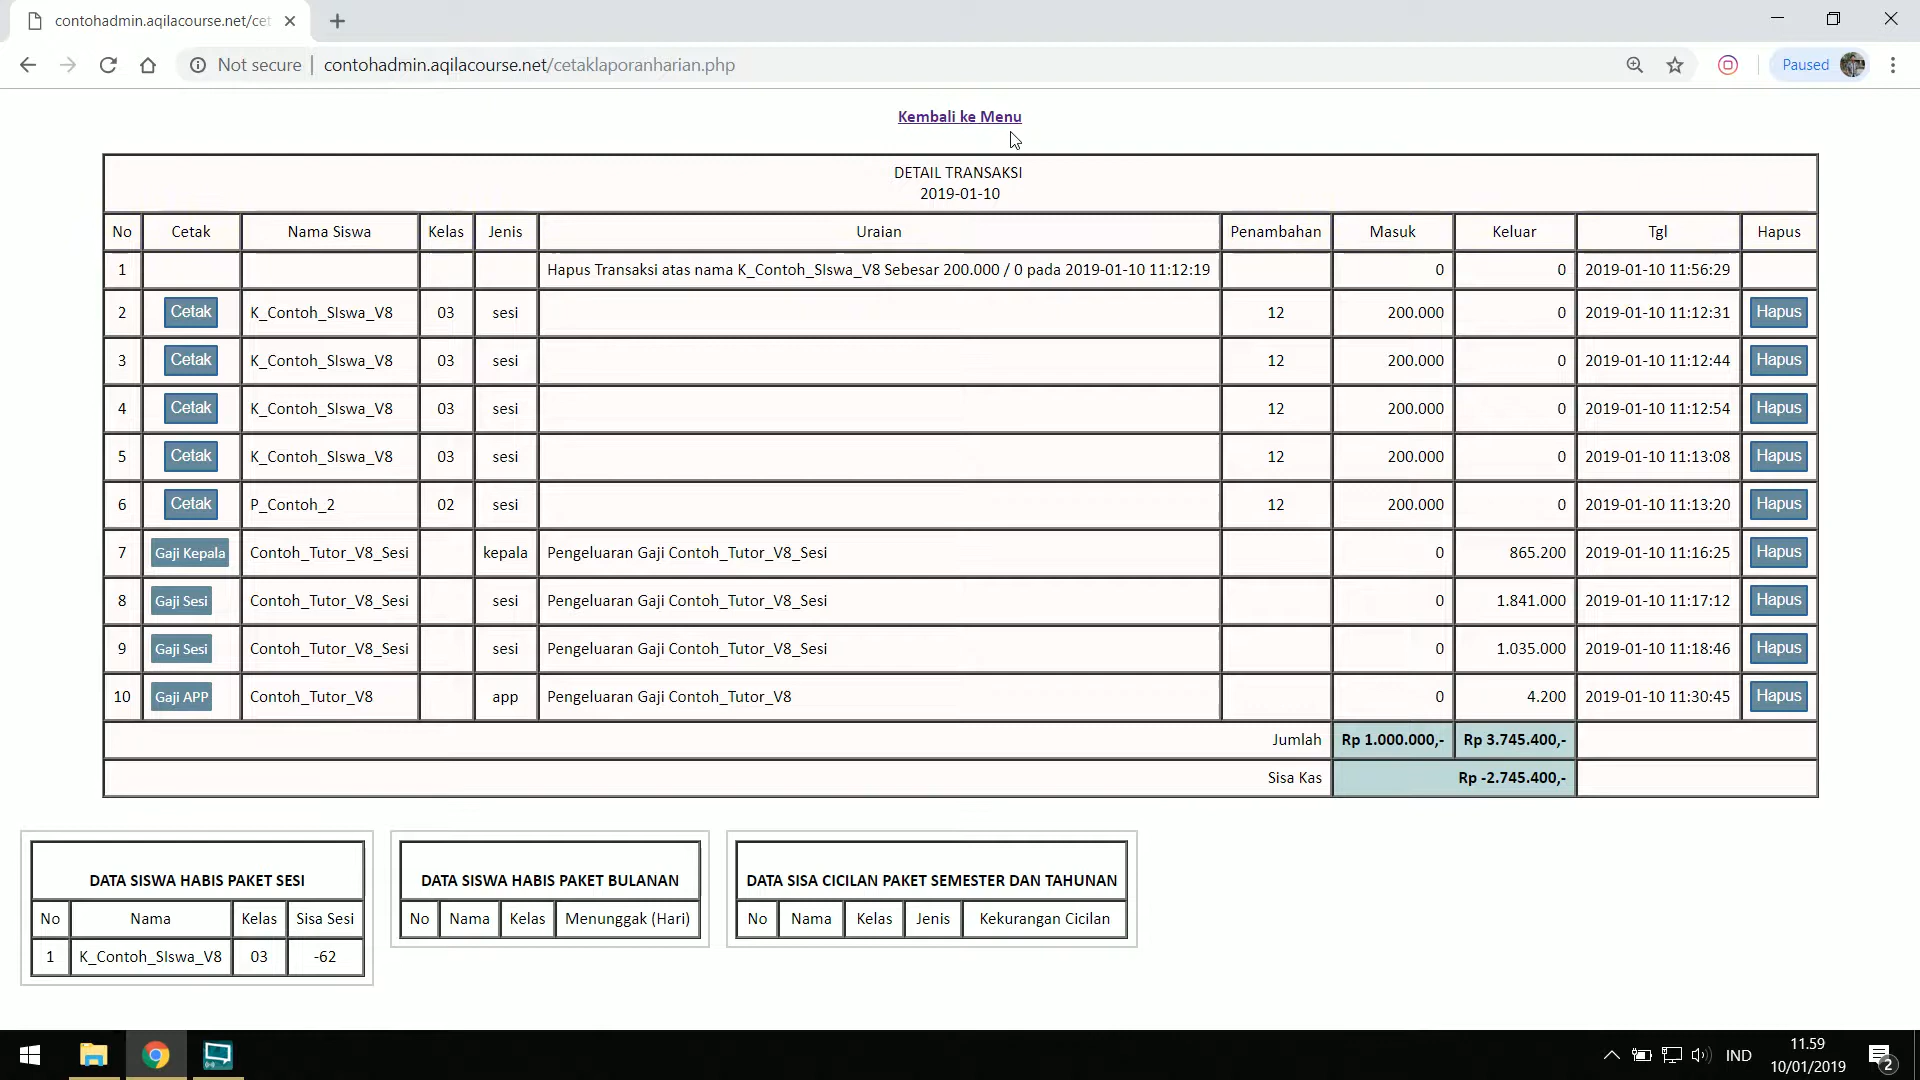 contohadmin.aqilacourse.net/cet
Not secure | contohadmin.aqilacourse.net/cetaklaporanharian.php
Paused
Kembali ke Menu
DETAIL TRANSAKSI
2019-01-10
No Cetak Nama Siswa Kelas Jenis Uraian Penambahan Masuk Keluar Tgl Hapus
1 Hapus Transaksi atas nama K_Contoh_SIswa_V8 Sebesar 200.000 / 0 pada 2019-01-10 11:12:19 0 0 2019-01-10 11:56:29
2 Cetak K_Contoh_SIswa_V8 03 sesi 12 200.000 0 2019-01-10 11:12:31 Hapus
3 Cetak K_Contoh_SIswa_V8 03 sesi 12 200.000 0 2019-01-10 11:12:44 Hapus
4 Cetak K_Contoh_SIswa_V8 03 sesi 12 200.000 0 2019-01-10 11:12:54 Hapus
5 Cetak K_Contoh_SIswa_V8 03 sesi 12 200.000 0 2019-01-10 11:13:08 Hapus
6 Cetak P_Contoh_2 02 sesi 12 200.000 0 2019-01-10 11:13:20 Hapus
7 Gaji Kepala Contoh_Tutor_V8_Sesi kepala Pengeluaran Gaji Contoh_Tutor_V8_Sesi 0 865.200 2019-01-10 11:16:25 Hapus
8 Gaji Sesi Contoh_Tutor_V8_Sesi sesi Pengeluaran Gaji Contoh_Tutor_V8_Sesi 0 1.841.000 2019-01-10 11:17:12 Hapus
9 Gaji Sesi Contoh_Tutor_V8_Sesi sesi Pengeluaran Gaji Contoh_Tutor_V8_Sesi 0 1.035.000 2019-01-10 11:18:46 Hapus
10 Gaji APP Contoh_Tutor_V8 app Pengeluaran Gaji Contoh_Tutor_V8 0 4.200 2019-01-10 11:30:45 Hapus
Jumlah Rp 1.000.000,- Rp 3.745.400,-
Sisa Kas Rp -2.745.400,-
DATA SISWA HABIS PAKET SESI
No Nama Kelas Sisa Sesi
1 K_Contoh_SIswa_V8 03 -62
DATA SISWA HABIS PAKET BULANAN
No Nama Kelas Menunggak (Hari)
DATA SISA CICILAN PAKET SEMESTER DAN TAHUNAN
No Nama Kelas Jenis Kekurangan Cicilan
IND
11.59
10/01/2019
2